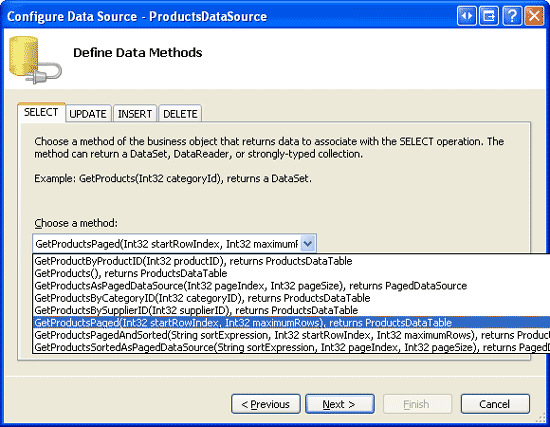 Configure Data Source - ProductsDataSource
Define Data Methods
SELECT UPDATE INSERT DELETE
Choose a method of the business object that returns data to associate with the SELECT operation. The
method can return a DataSet, DataReader, or strongly-typed collection.
Example: GetProducts(Int32 categoryId), returns a DataSet.
Choose a method:
GetProductsPaged(Int32 startRowIndex, Int32 maximumR
GetProductByProductID(Int32 productID), returns ProductsDataTable
GetProducts(), returns ProductsDataTable
GetProductsAsPagedDataSource(Int32 pageIndex, Int32 pageSize), returns PagedDataSource
GetProductsByCategoryID(Int32 categoryID), returns ProductsDataTable
GetProductsBySupplierID(Int32 supplierID), returns ProductsDataTable
GetProductsPaged(Int32 startRowIndex, Int32 maximumRows), returns ProductsDataTable
GetProductsPagedAndSorted(String sortExpression, Int32 startRowIndex, Int32 maximumRows), returns Produc
GetProductsSortedAsPagedDataSource(String sortExpression, Int32 pageIndex, Int32 pageSize), returns PagedD
< Previous Next > Finish Cancel